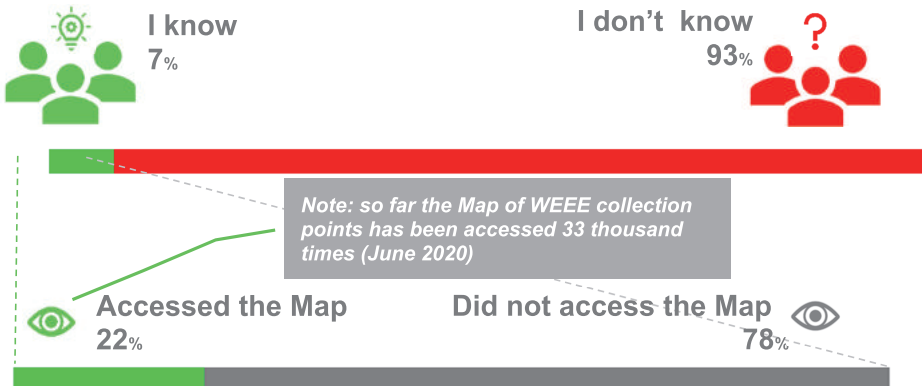 I know
7%
I don’t know
93%
?
Note: so far the Map of WEEE collection
points has been accessed 33 thousand
times (June 2020)
Accessed the Map
22%
Did not access the Map
78%